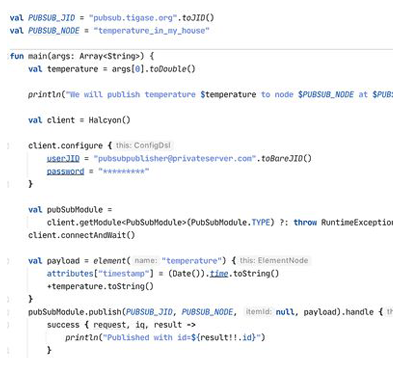 val PUBSUB_JID = "pubsub.tigase.org".toJID()
val PUBSUB_NODE = "temperature_in_my_house"
fun main(args: Array<String>) {
val temperature = args[0].toDouble()
println("We will publish temperature $temperature to node $PUBSUB_NODE at $PUBS
val client = Halcyon()
client.configure { this: ConfigDsl
userJID = "pubsubpublisher@privateserver.com".toBareJID()
password = "*********"
}
val pubSubModule =
client.getModule<PubSubModule>(PubSubModule.TYPE) ?: throw RuntimeException
client.connectAndWait()
val payload = element( name: "temperature") { this: ElementNode
attributes["timestamp"] = (Date()).time.toString()
+temperature.toString()
}
pubSubModule.publish(PUBSUB_JID, PUBSUB_NODE, itemId: null, payload).handle { th
success { request, iq, result ->
println("Published with id=${result!!.id}")
}